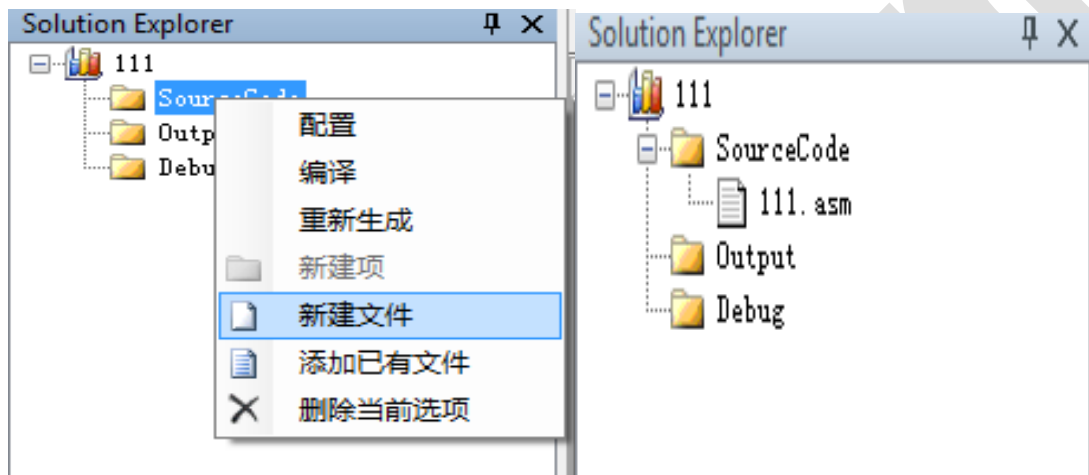 Solution Explorer
111
配置
编译
重新生成
新建项
新建文件
添加已有文件
删除当前选项
Solution Explorer
111
SourceCode
111.asm
Output
Debug